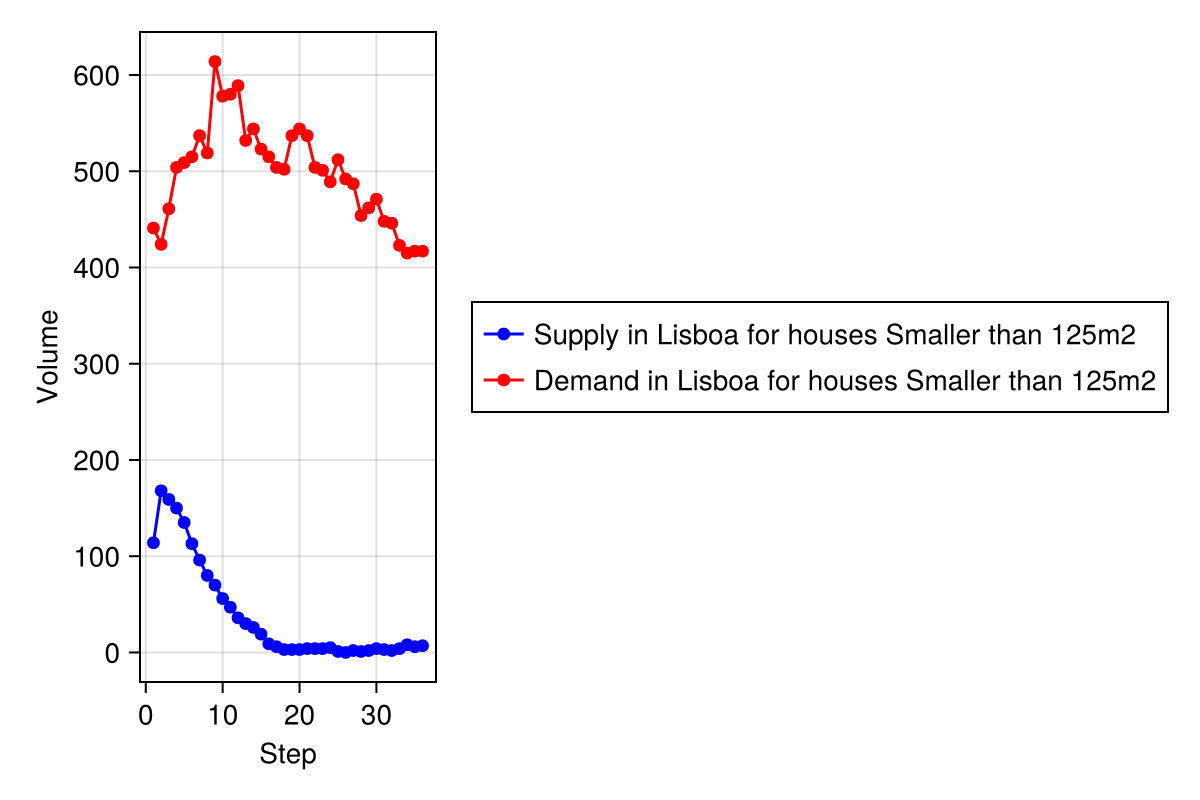 600
500
400
300
200
100
0
Volume
0 10 20 30
Step
Supply in Lisboa for houses Smaller than 125m2
Demand in Lisboa for houses Smaller than 125m2